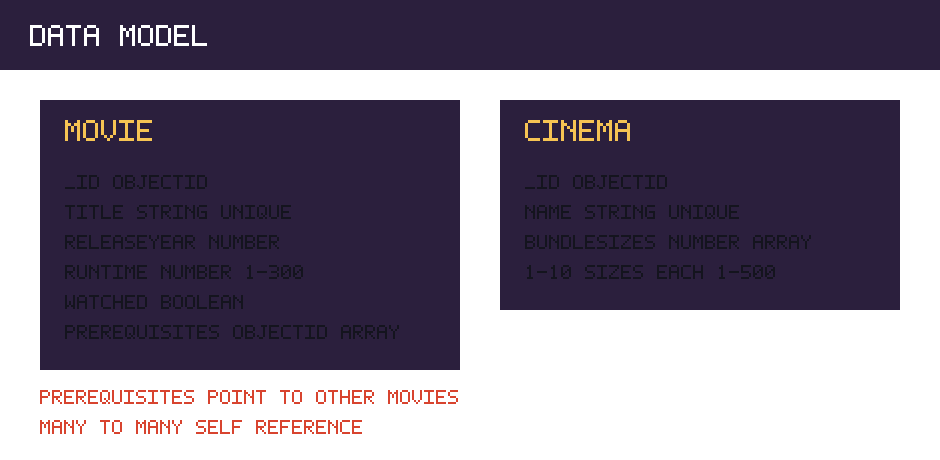 DATA MODEL
MOVIE
_ID OBJECTID
TITLE STRING UNIQUE
RELEASEYEAR NUMBER
RUNTIME NUMBER 1-300
WATCHED BOOLEAN
PREREQUISITES OBJECTID ARRAY
PREREQUISITES POINT TO OTHER MOVIES
MANY TO MANY SELF REFERENCE
CINEMA
_ID OBJECTID
NAME STRING UNIQUE
BUNDLESIZES NUMBER ARRAY
1-10 SIZES EACH 1-500